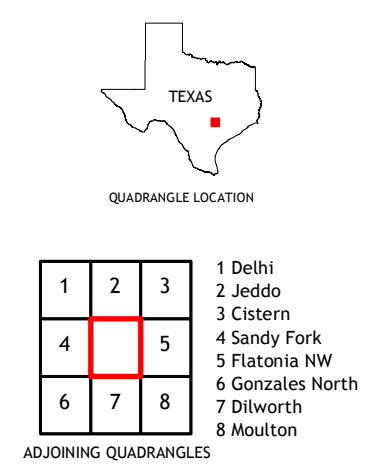 TEXAS
QUADRANGLE LOCATION
1 2 3
4 5
6 7 8
1 Delhi
2 Jeddo
3 Cistern
4 Sandy Fork
5 Flatonia NW
6 Gonzales North
7 Dilworth
8 Moulton
ADJOINING QUADRANGLES